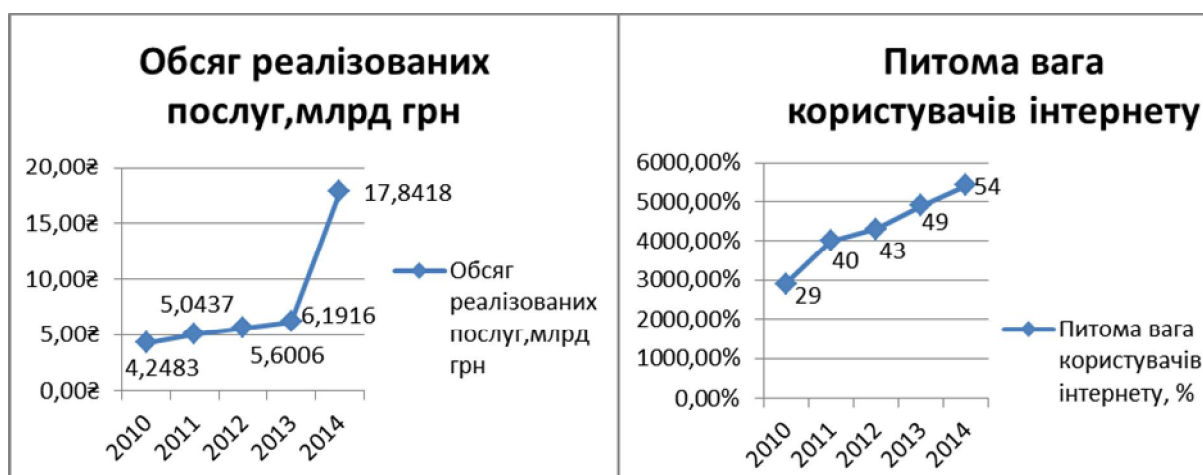 Обсяг реалізованих
послуг,млрд грн
20,00₴
15,00₴
10,00₴
5,00₴
0,00₴
17,8418
5,0437
6,1916
4,2483
5,6006
2010
2011
2012
2013
2014
Обсяг
реалізованих
послуг,млрд
грн
Питома вага
користувачів інтернету
6000,00%
5000,00%
4000,00%
3000,00%
2000,00%
1000,00%
0,00%
54
49
43
40
29
2010
2011
2012
2013
2014
Питома вага
користувачів
інтернету, %